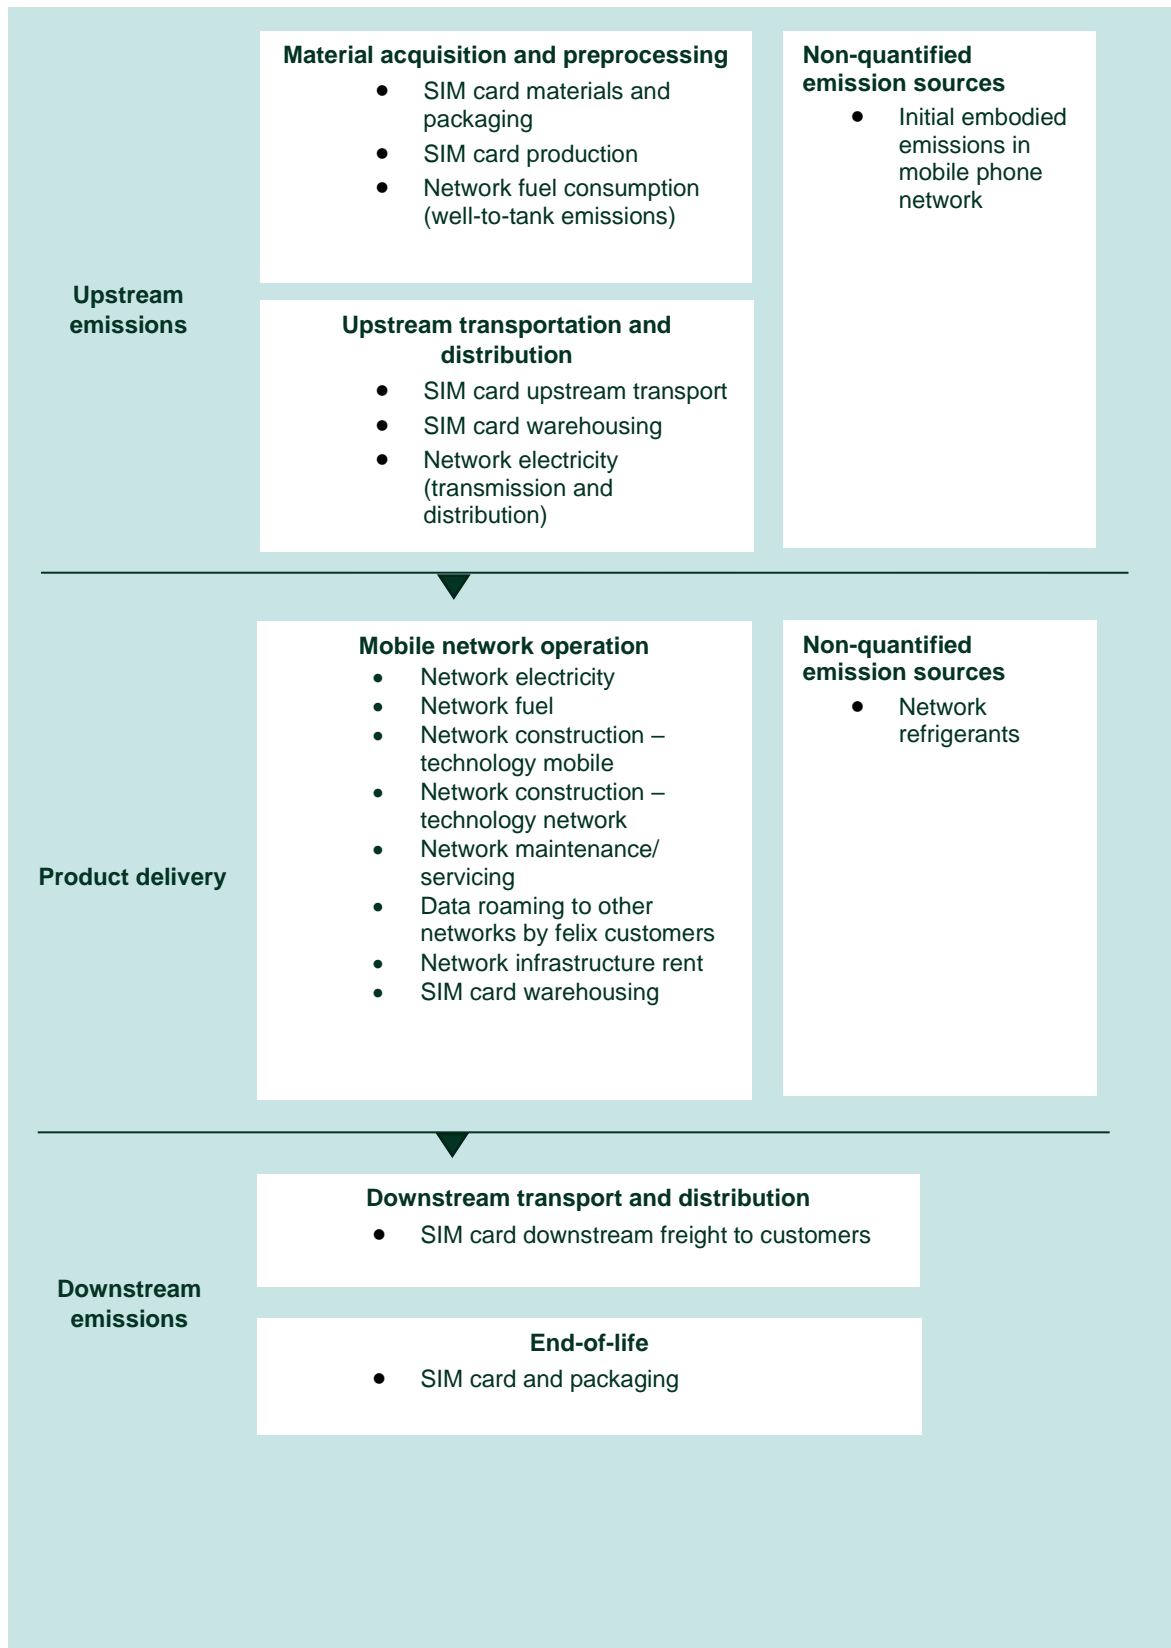 Upstream
emissions
Material acquisition and preprocessing
• SIM card materials and
packaging
• SIM card production
• Network fuel consumption
(well-to-tank emissions)
Upstream transportation and
distribution
• SIM card upstream transport
• SIM card warehousing
• Network electricity
(transmission and
distribution)
Non-quantified
emission sources
• Initial embodied
emissions in
mobile phone
network
Product delivery
Mobile network operation
• Network electricity
• Network fuel
• Network construction –
technology mobile
• Network construction –
technology network
• Network maintenance/
servicing
• Data roaming to other
networks by felix customers
• Network infrastructure rent
• SIM card warehousing
Non-quantified
emission sources
• Network
refrigerants
Downstream
emissions
Downstream transport and distribution
• SIM card downstream freight to customers
End-of-life
• SIM card and packaging